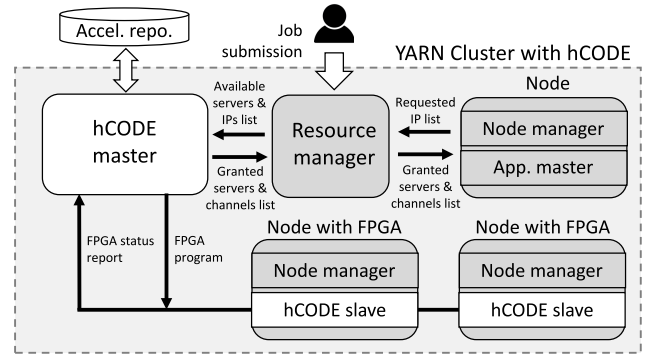 Accel. repo.
Job
submission
YARN Cluster with hCODE
Available
servers &
IPs list
Requested
IP list
Node
hCODE
master
Resource
manager
Node manager
App. master
Granted
servers &
channels list
Granted
servers &
channels list
FPGA status
report
FPGA
program
Node with FPGA
Node with FPGA
Node manager
Node manager
hCODE slave
hCODE slave